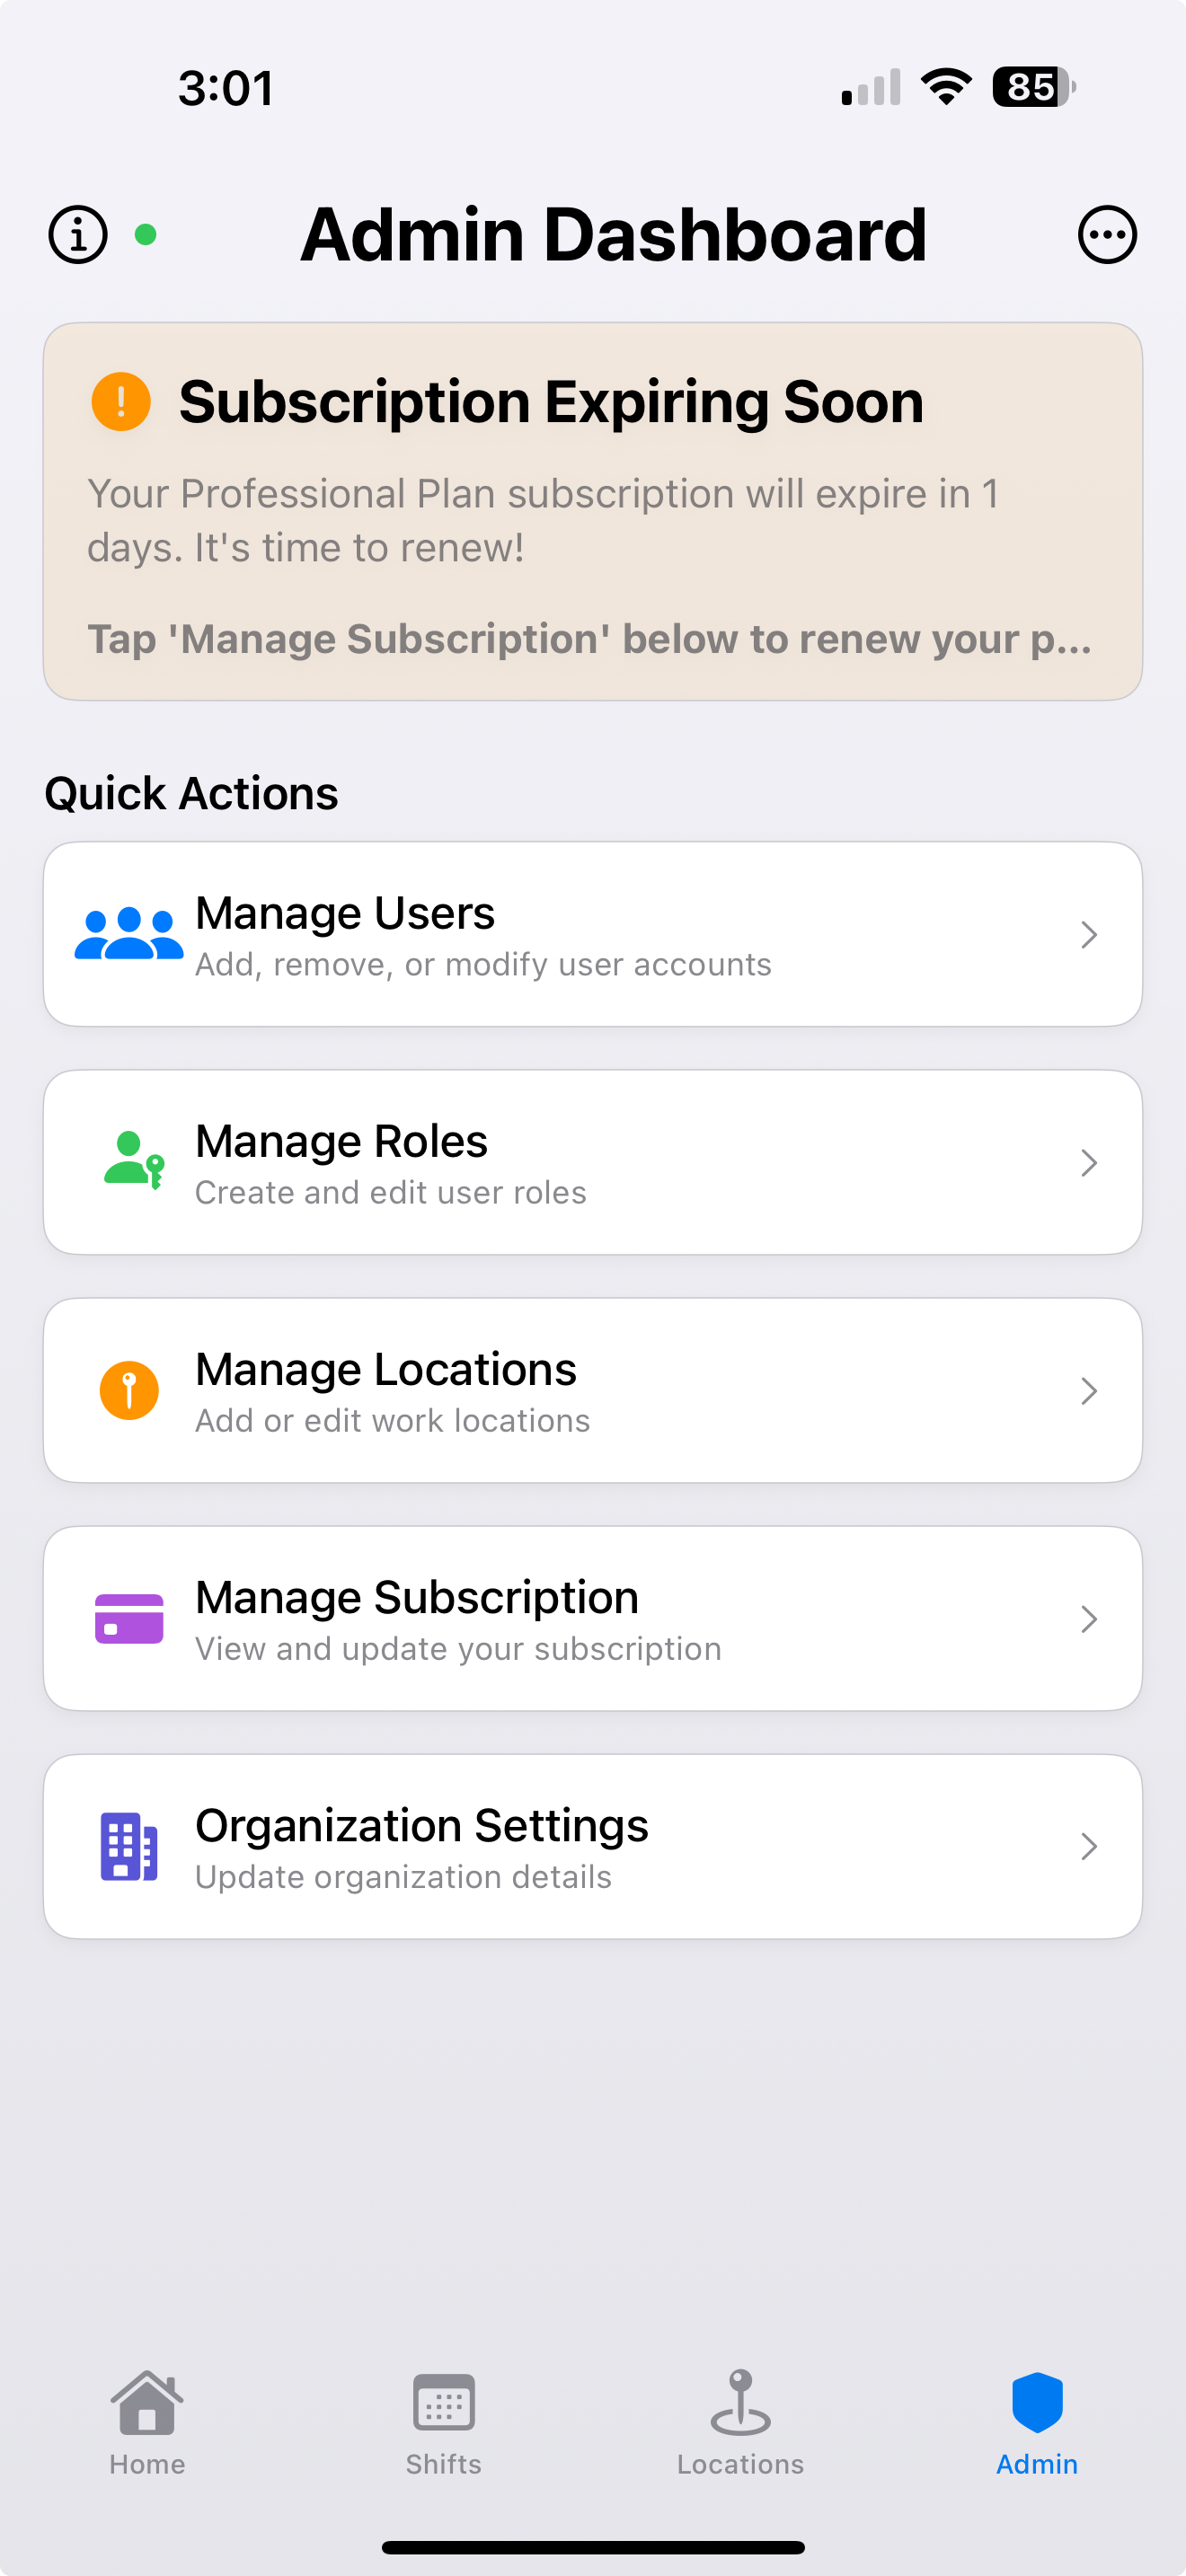 3:01
85
Admin Dashboard
Subscription Expiring Soon
Your Professional Plan subscription will expire in 1
days. It's time to renew!
Tap 'Manage Subscription' below to renew your p...
Quick Actions
Manage Users
Add, remove, or modify user accounts
Manage Roles
Create and edit user roles
Manage Locations
Add or edit work locations
Manage Subscription
View and update your subscription
Organization Settings
Update organization details
Home
Shifts
Locations
Admin